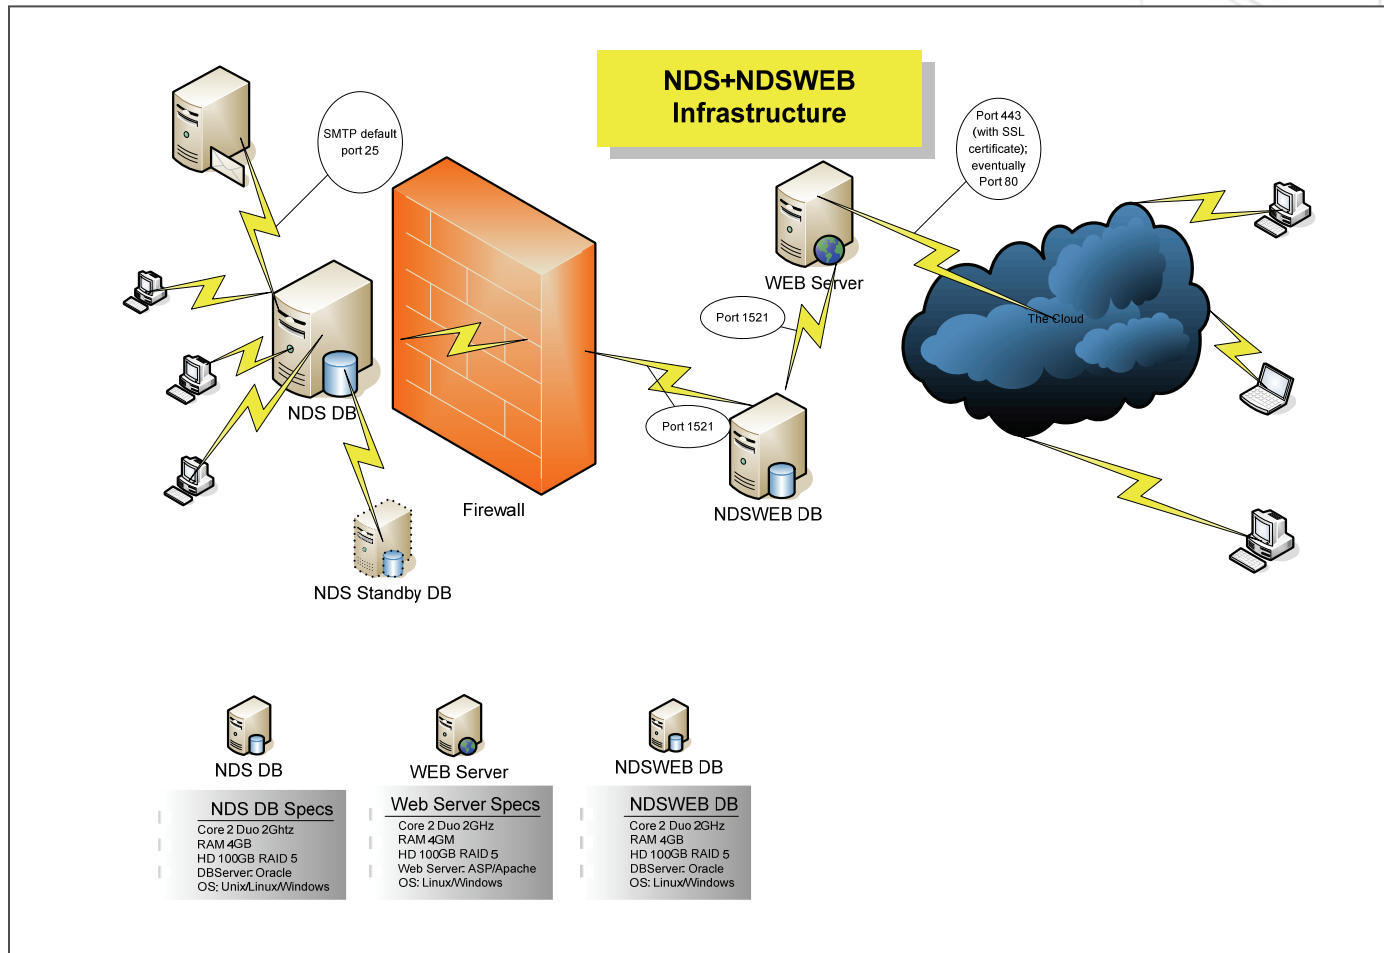 NDS+NDSWEB
Infrastructure
SMTP default
port 25
Port 443
(with SSL
certificate);
eventually
Port 80
WEB Server
The Cloud
Port 1521
Port 1521
NDS DB
Firewall
NDSWEB DB
NDS Standby DB
NDS DB
WEB Server
NDSWEB DB
NDS DB Specs
Core 2 Duo 2Ghtz
RAM 4GB
HD 100GB RAID 5
DBServer: Oracle
OS: Unix/Linux/Windows
Web Server Specs
Core 2 Duo 2GHz
RAM 4GM
HD 100GB RAID 5
Web Server: ASP/Apache
OS: Linux/Windows
NDSWEB DB
Core 2 Duo 2GHz
RAM 4GB
HD 100GB RAID 5
DBServer: Oracle
OS: Linux/Windows